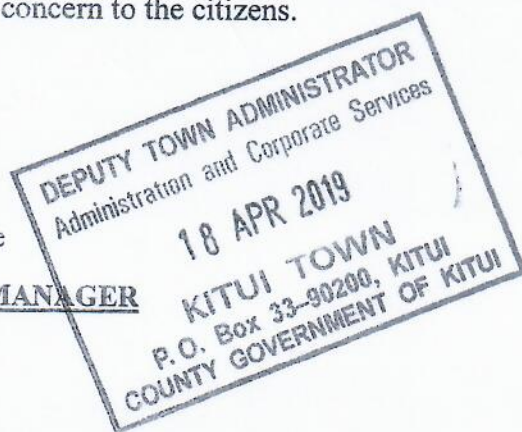 concern to the citizens.
DEPUTY TOWN ADMINISTRATOR
Administration and Corporate Services
18 APR 2019
KITUI TOWN
P. O. Box 33-90200, KITUI
COUNTY GOVERNMENT OF KITUI
MANAGER